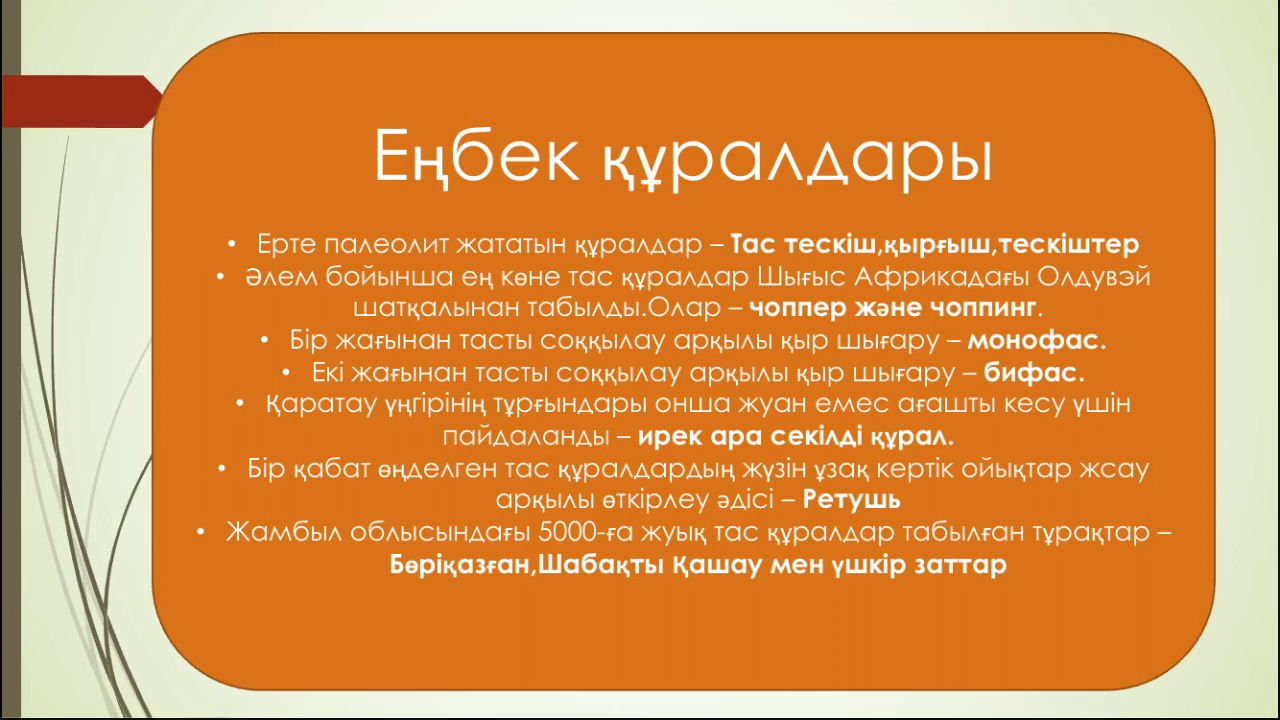 Еңбек құралдары
• Ерте палеолит жататын құралдар – Тас тескіш,қырғыш,тескіштер
• Әлем бойынша ең көне тас құралдар Шығыс Африкадағы Олдувэй
шатқалынан табылды.Олар – чоппер және чоппинг.
• Бір жағынан тасты соққылау арқылы қыр шығару – монофас.
• Екі жағынан тасты соққылау арқылы қыр шығару – бифас.
• Қаратау үңгірінің тұрғындары онша жуан емес ағашты кесу үшін
пайдаланды – ирек ара секілді құрал.
• Бір қабат өңделген тас құралдардың жүзін ұзақ кертік ойықтар жсау
арқылы өткірлеу әдісі – Ретушь
• Жамбыл облысындағы 5000-ға жуық тас құралдар табылған тұрақтар –
Бөріқазған,Шабақты Қашау мен үшкір заттар